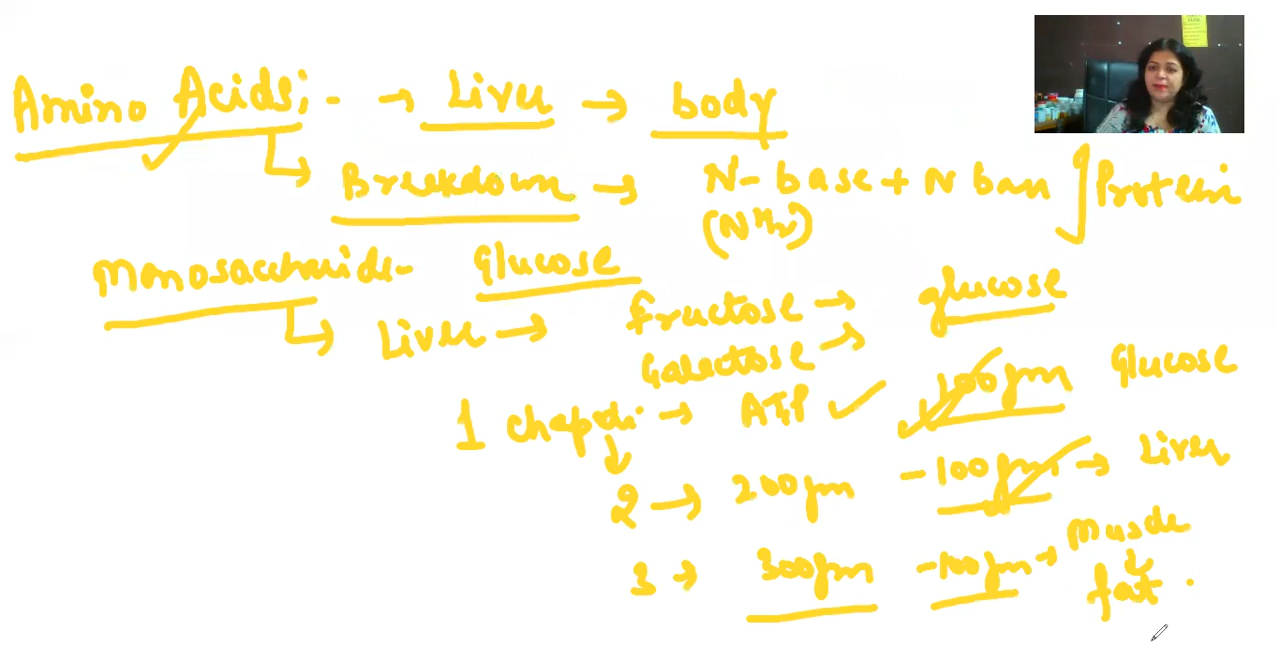 Amino Acids:- → Liver → body
↳ Breakdown → N-base + N ban ] Protein
(NH2)
Monosaccharide- Glucose
↳ Liver → fructose → glucose
Galactose →
1 chapati → ATP ✓ 100gm Glucose
↓
2 → 200gm -100gm → Liver
3 → 300gm -100gm → Muscle
↓
fat.